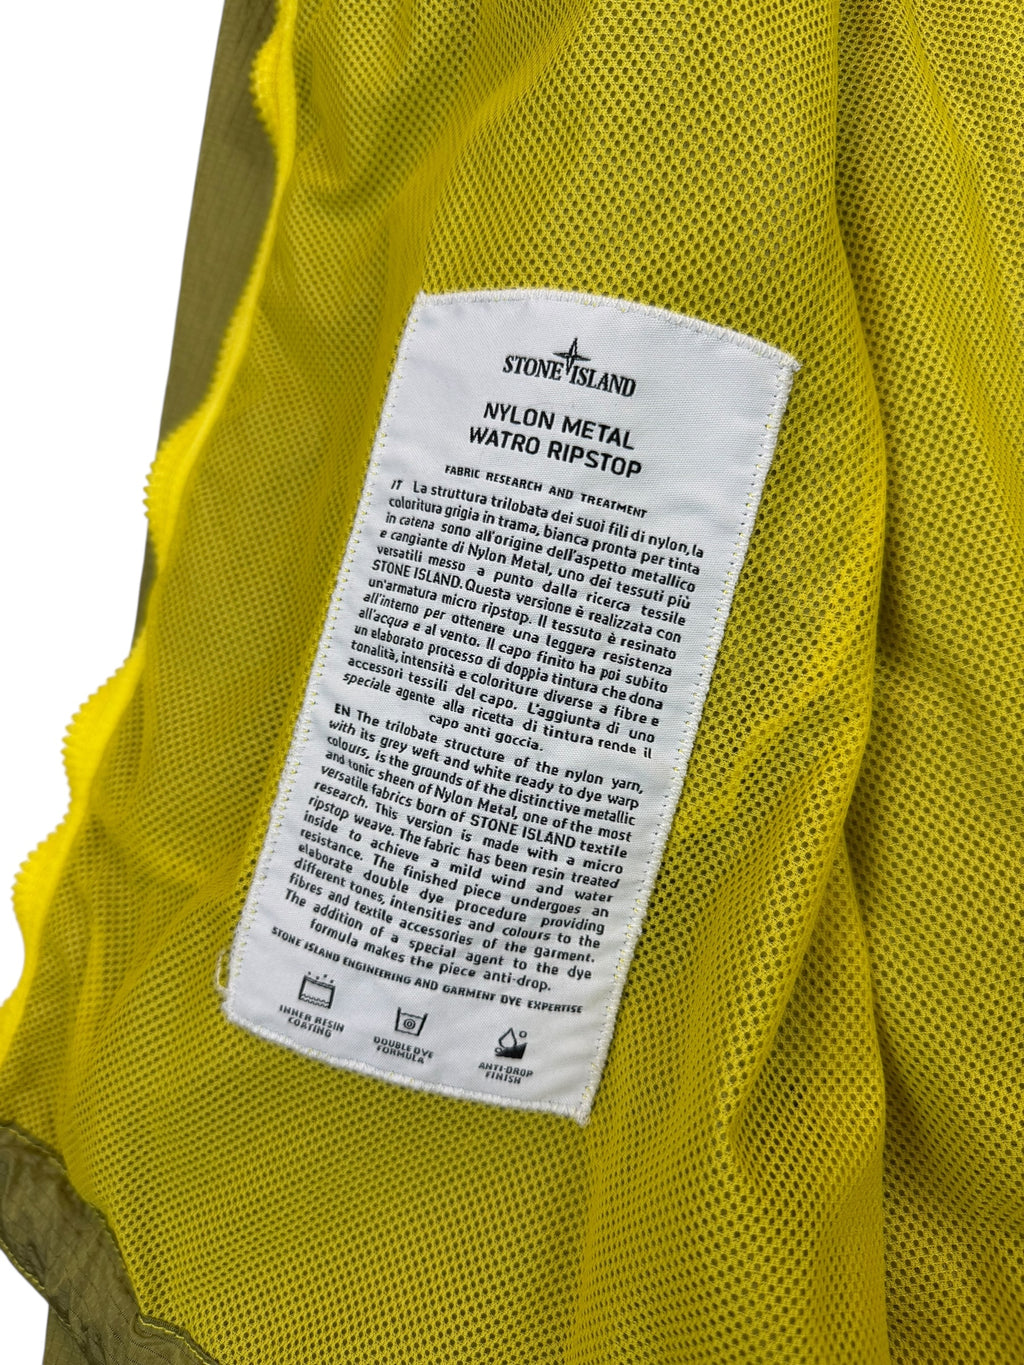 STONE ISLAND
NYLON METAL
WATRO RIPSTOP
FABRIC RESEARCH AND TREATMENT
IT La struttura trilobata dei suoi fili di nylon, la
coloritura grigia in trama, bianca pronta per tinta
in catena sono all'origine dell'aspetto metallico
e cangiante di Nylon Metal, uno dei tessuti più
versatili messo a punto dalla ricerca tessile
STONE ISLAND. Questa versione è realizzata con
un'armatura micro ripstop. Il tessuto è resinato
all'interno per ottenere una leggera resistenza
all'acqua e al vento. Il capo finito ha poi subito
un elaborato processo di doppia tintura che dona
tonalità, intensità e coloriture diverse a fibre e
accessori tessili del capo. L'aggiunta di uno
speciale agente alla ricetta di tintura rende il
capo anti goccia.
EN The trilobate structure of the nylon yarn,
with its grey weft and white ready to dye warp
colours, is the grounds of the distinctive metallic
and tonic sheen of Nylon Metal, one of the most
versatile fabrics born of STONE ISLAND textile
research. This version is made with a micro
ripstop weave. The fabric has been resin treated
inside to achieve a mild wind and water
resistance. The finished piece undergoes an
elaborate double dye procedure providing
different tones, intensities and colours to the
fibres and textile accessories of the garment.
The addition of a special agent to the dye
formula makes the piece anti-drop.
STONE ISLAND ENGINEERING AND GARMENT DYE EXPERTISE
INNER RESIN
COATING
DOUBLE DYE
FORMULA
ANTI-DROP
FINISH